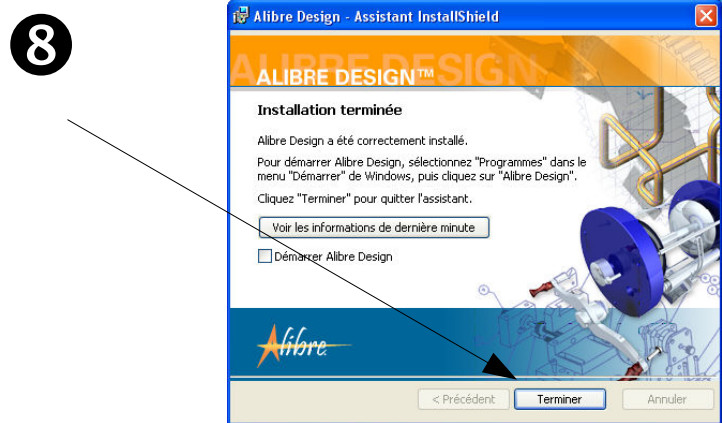 8
Alibre Design - Assistant InstallShield
ALIBRE DESIGN
ALIBRE DESIGN™
Installation terminée
Alibre Design a été correctement installé.
Pour démarrer Alibre Design, sélectionnez "Programmes" dans le
menu "Démarrer" de Windows, puis cliquez sur "Alibre Design".
Cliquez "Terminer" pour quitter l'assistant.
Voir les informations de dernière minute
Démarrer Alibre Design
Alibre
< Précédent Terminer Annuler